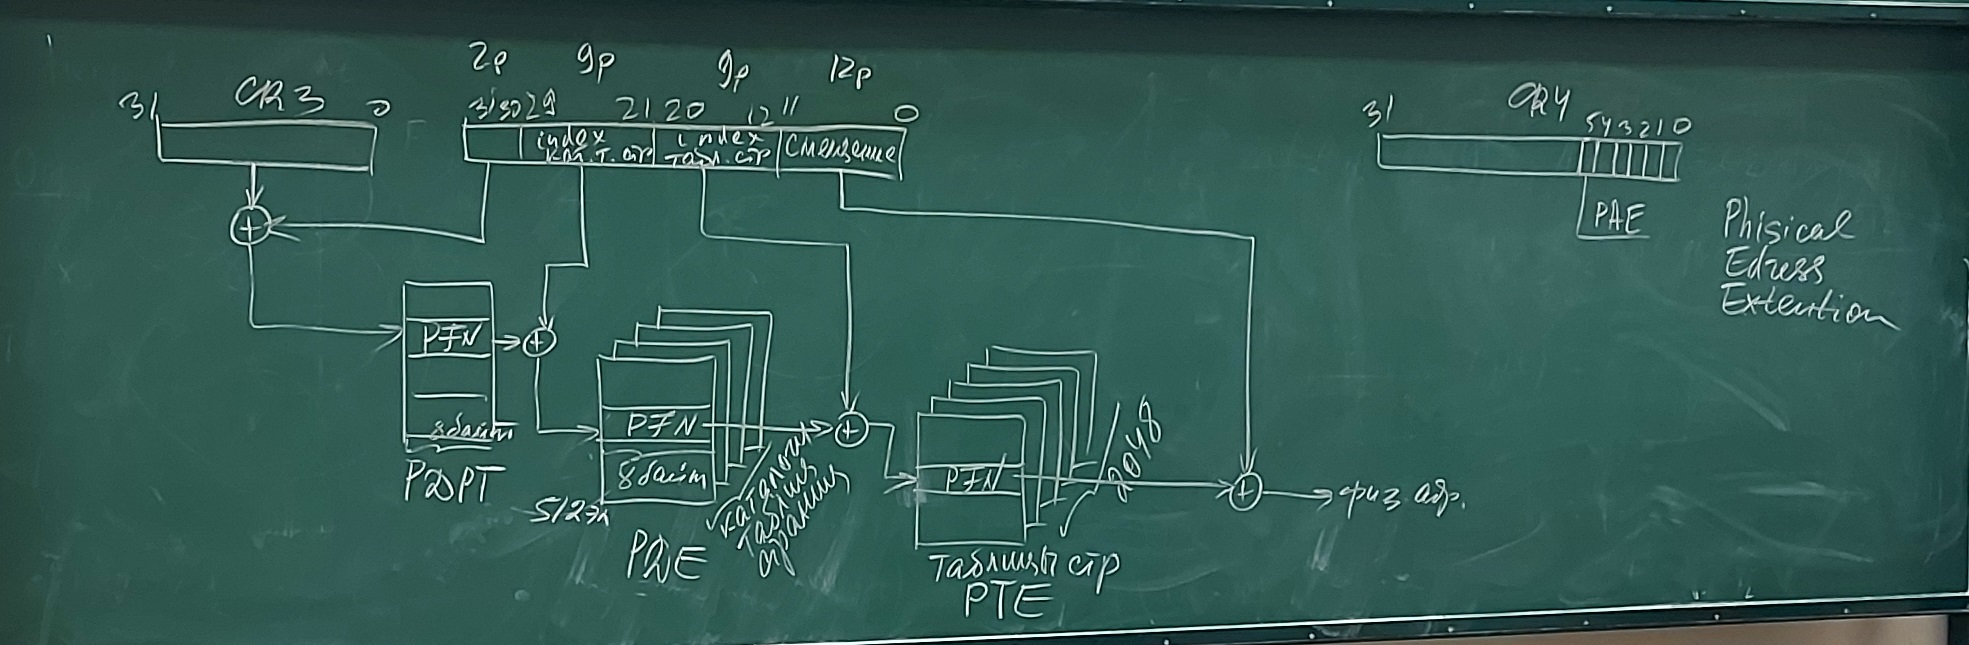 2р 9р 9р 12р
31 CR3 0
31 30 29 21 20 12 11 0
index кат.т.стр
index табл.стр
смещение
31 CR4 5 4 3 2 1 0
PAE
Phisical
Edress
Extention
PFN
8 байт
PDPT
PFN
8 байт
512 эл
PDE
каталоги
таблиц
страниц
PFN
2048
таблицы стр
PTE
физ. адр.